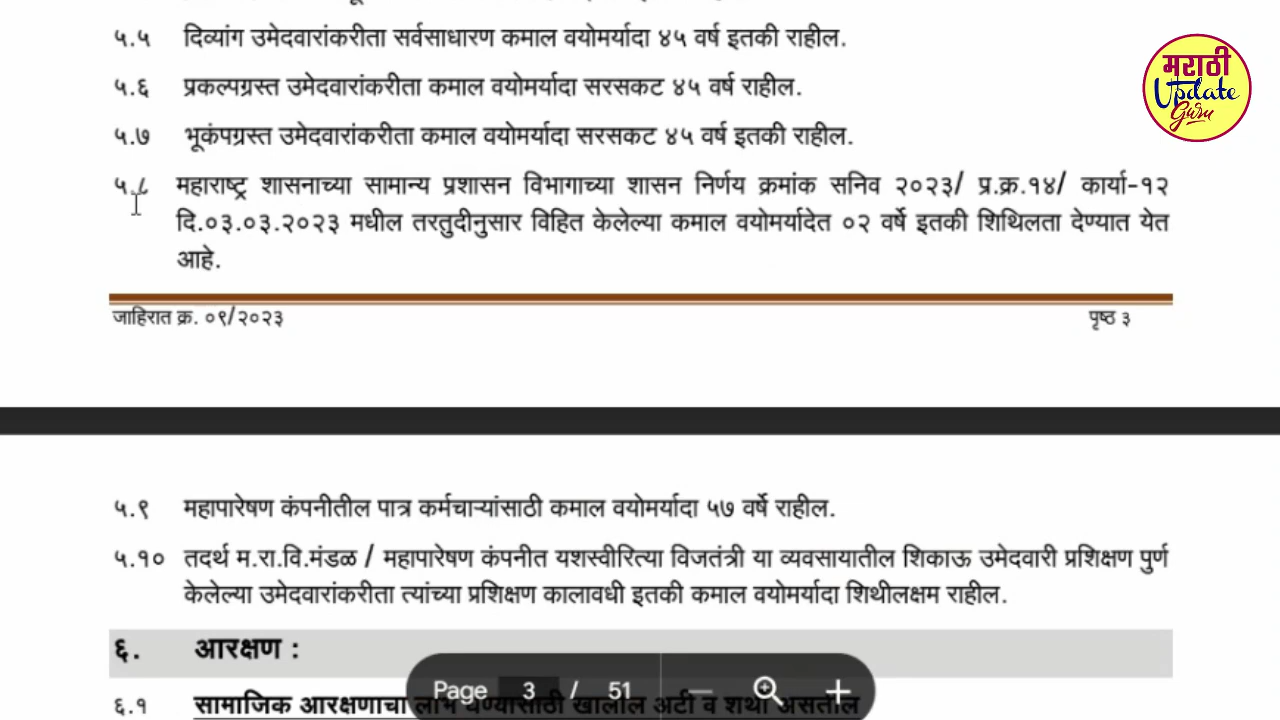 ५.५ दिव्यांग उमेदवारांकरीता सर्वसाधारण कमाल वयोमर्यादा ४५ वर्ष इतकी राहील.
मराठी
Update
Guru
५.६ प्रकल्पग्रस्त उमेदवारांकरीता कमाल वयोमर्यादा सरसकट ४५ वर्ष राहील.
५.७ भूकंपग्रस्त उमेदवारांकरीता कमाल वयोमर्यादा सरसकट ४५ वर्ष इतकी राहील.
५.८ महाराष्ट्र शासनाच्या सामान्य प्रशासन विभागाच्या शासन निर्णय क्रमांक सनिव २०२३/ प्र.क्र.१४/ कार्या-१२
दि.०३.०३.२०२३ मधील तरतुदीनुसार विहित केलेल्या कमाल वयोमर्यादेत ०२ वर्षे इतकी शिथिलता देण्यात येत
आहे.
जाहिरात क्र. ०९/२०२३ पृष्ठ ३
५.९ महापारेषण कंपनीतील पात्र कर्मचाऱ्यांसाठी कमाल वयोमर्यादा ५७ वर्षे राहील.
५.१० तदर्थ म.रा.वि.मंडळ / महापारेषण कंपनीत यशस्वीरित्या विजतंत्री या व्यवसायातील शिकाऊ उमेदवारी प्रशिक्षण पुर्ण
केलेल्या उमेदवारांकरीता त्यांच्या प्रशिक्षण कालावधी इतकी कमाल वयोमर्यादा शिथीलक्षम राहील.
६. आरक्षण :
६.१ सामाजिक आरक्षणाचा लाभ घेण्यासाठी खालील अटी व शर्थी असतील
Page 3 / 51